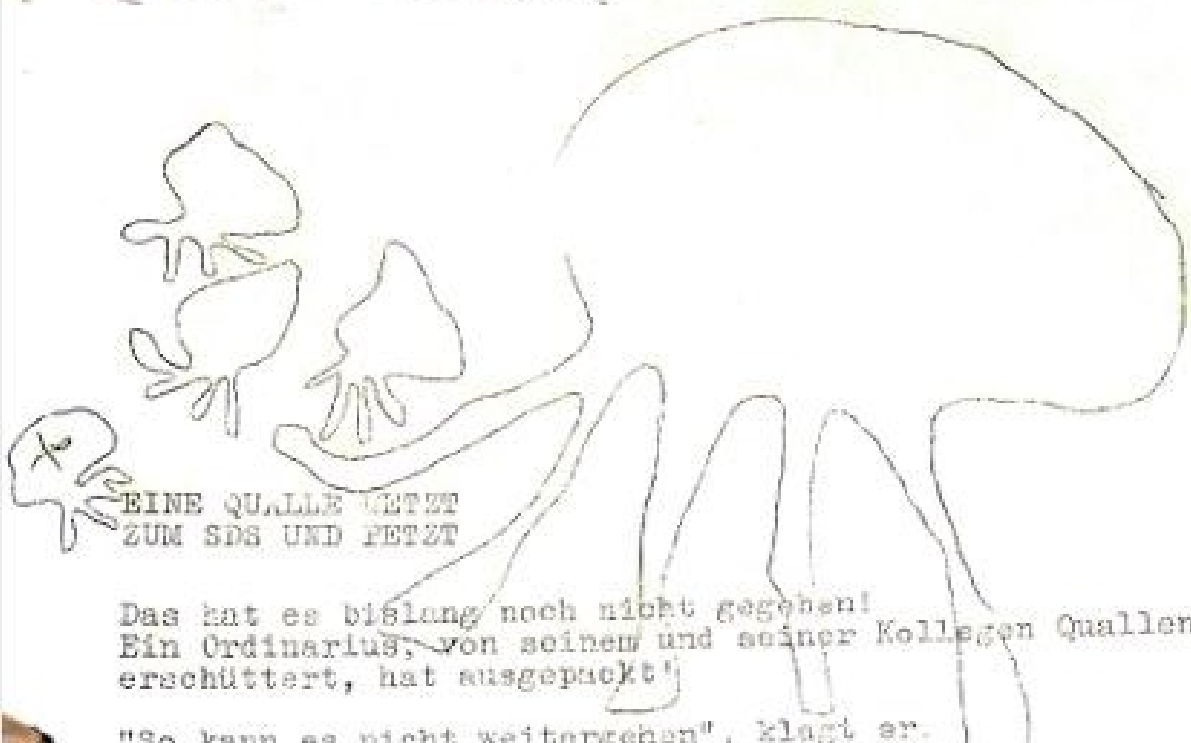 EINE QUALLE WETZT
ZUM SDS UND PETZT
Das hat es bislang noch nicht gegeben!
Ein Ordinarius, von seinem und seiner Kollegen Quallen
erschüttert, hat ausgepackt!
"So kann es nicht weitergehen", klagt er.